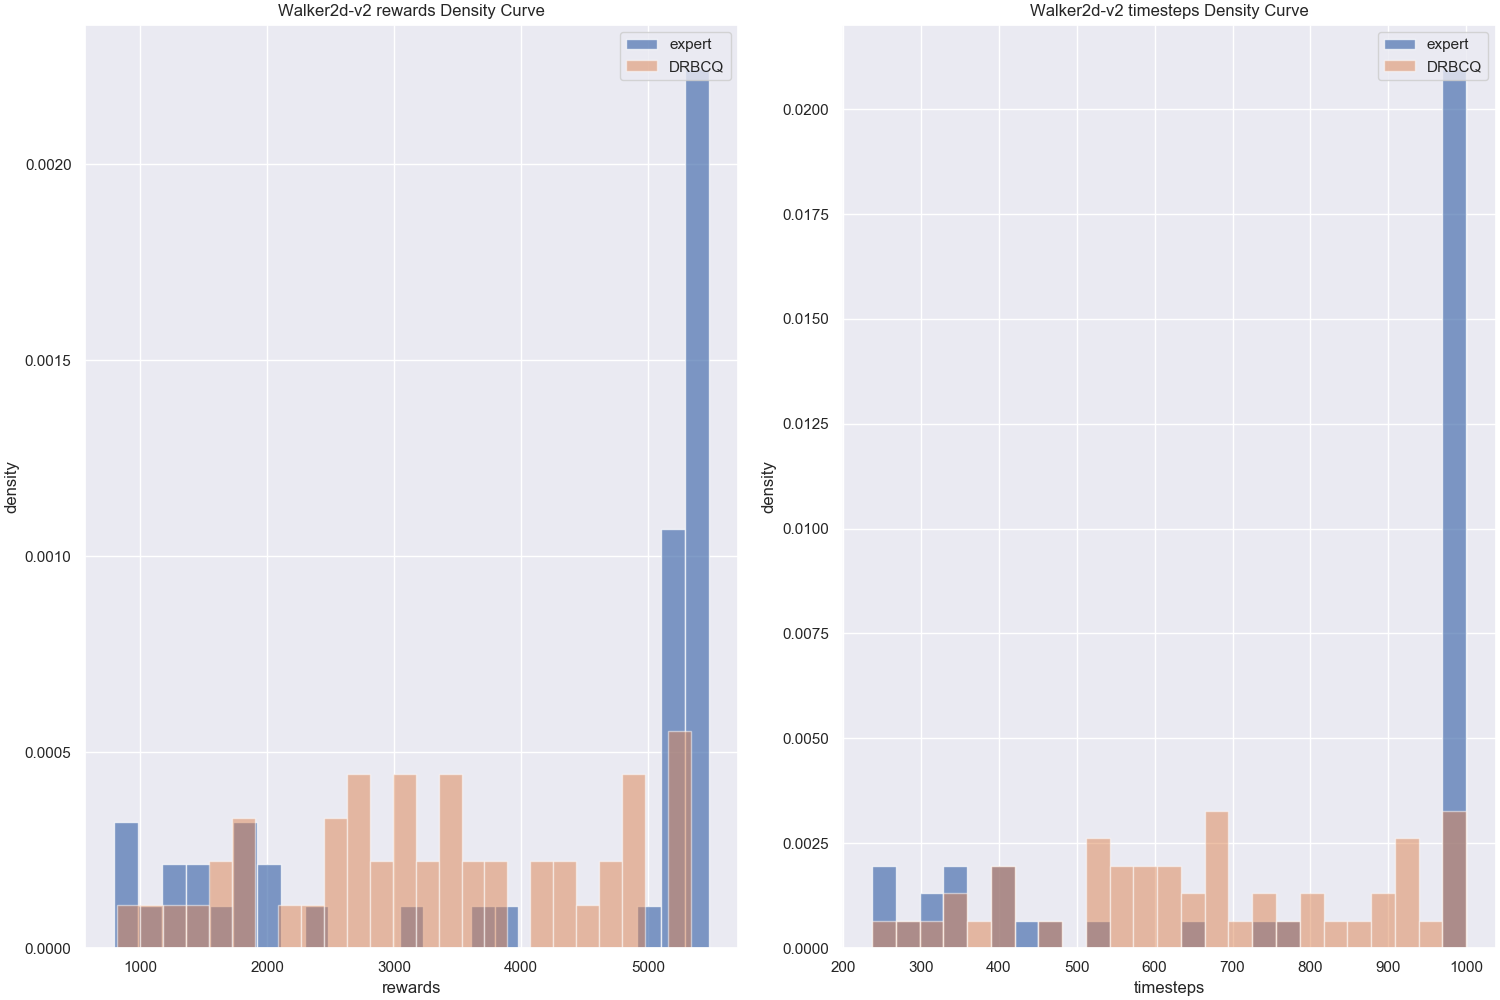 Walker2d-v2 rewards Density Curve
expert
DRBCQ
0.0020
0.0015
0.0010
0.0005
0.0000
density
1000 2000 3000 4000 5000
rewards
Walker2d-v2 timesteps Density Curve
expert
DRBCQ
0.0200
0.0175
0.0150
0.0125
0.0100
0.0075
0.0050
0.0025
0.0000
density
200 300 400 500 600 700 800 900 1000
timesteps